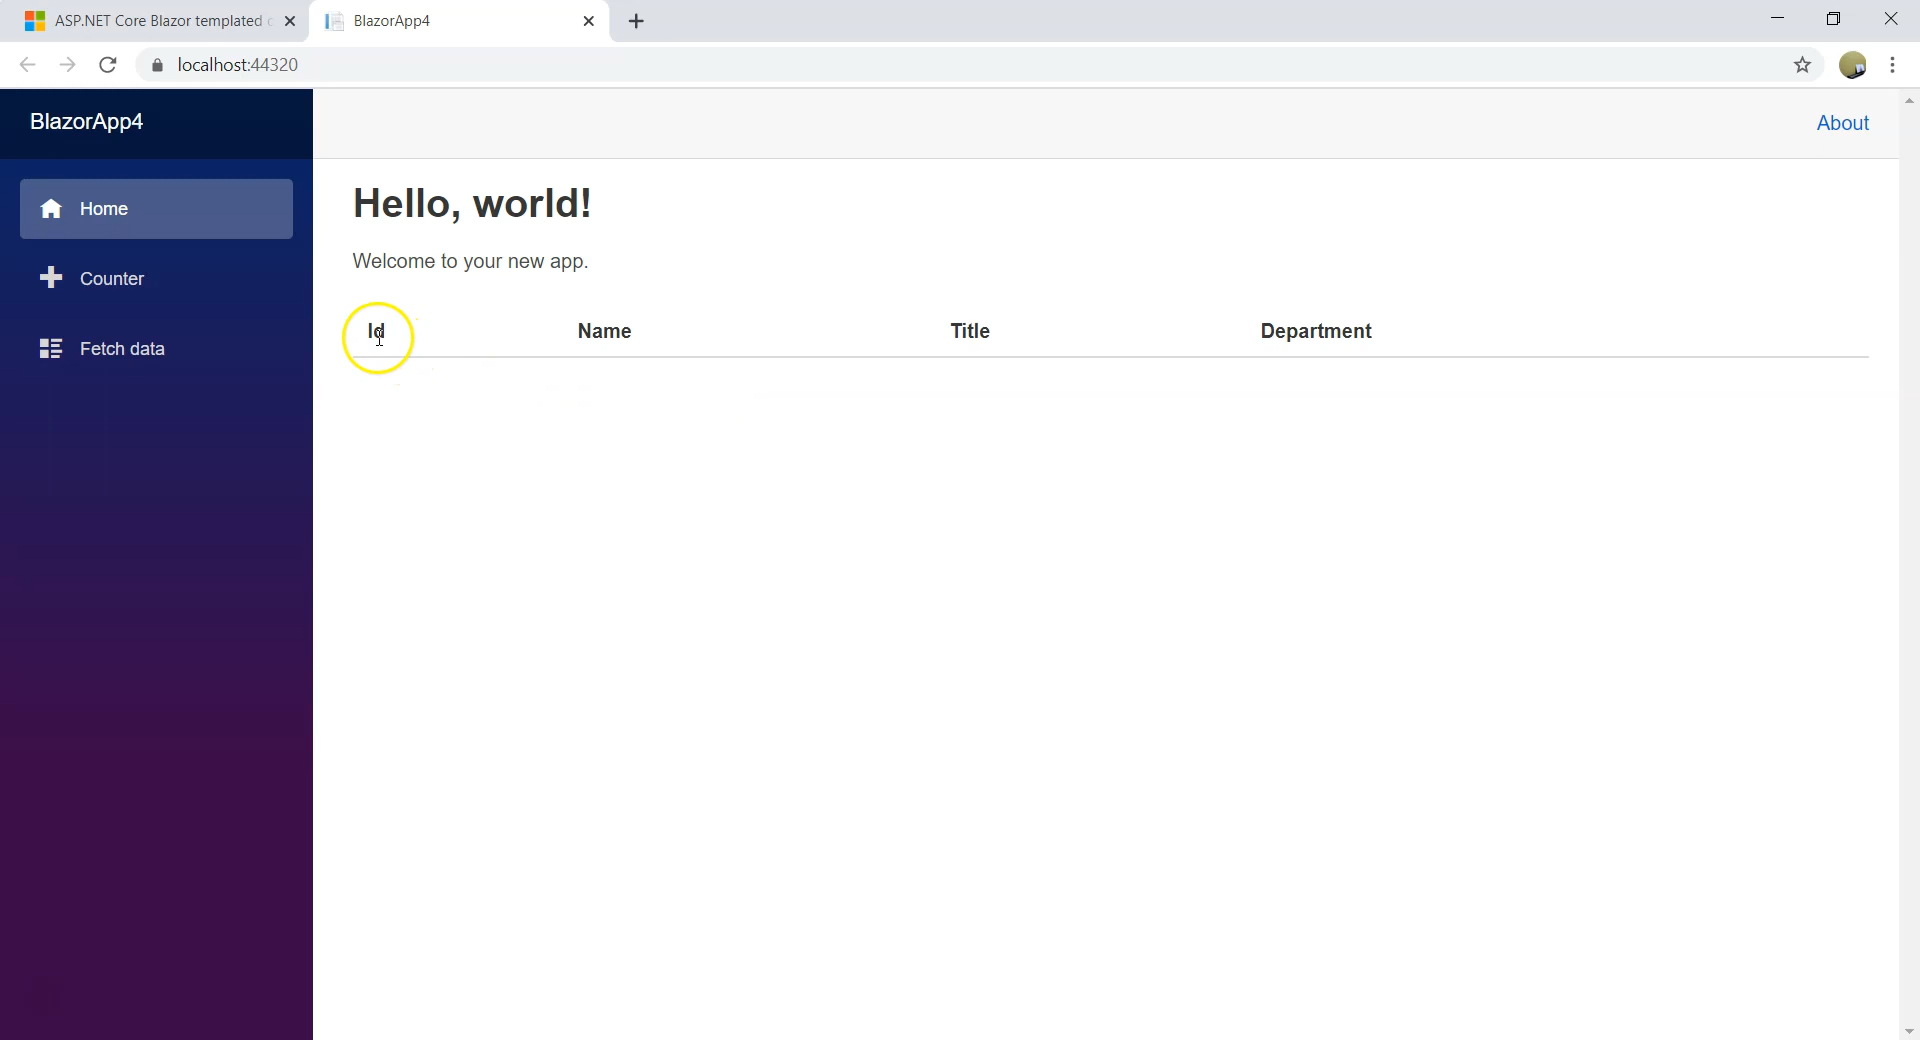 ASP.NET Core Blazor templated c
BlazorApp4
localhost:44320
BlazorApp4
About
Home
Counter
Fetch data
Hello, world!
Welcome to your new app.
Id Name Title Department